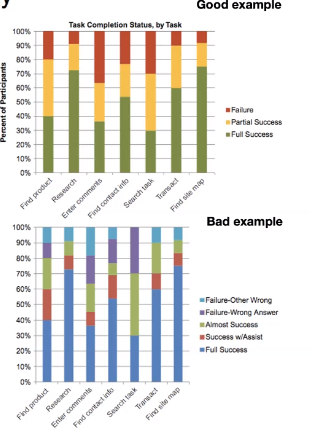 y
Good example
Task Completion Status, by Task
Percent of Participants
100%
90%
80%
70%
60%
50%
40%
30%
20%
10%
0%
Find product
Research
Enter comments
Find contact info
Search task
Transact
Find site map
Failure
Partial Success
Full Success
Bad example
100%
90%
80%
70%
60%
50%
40%
30%
20%
10%
0%
Find product
Research
Enter comments
Find contact info
Search task
Transact
Find site map
Failure-Other Wrong
Failure-Wrong Answer
Almost Success
Success w/Assist
Full Success